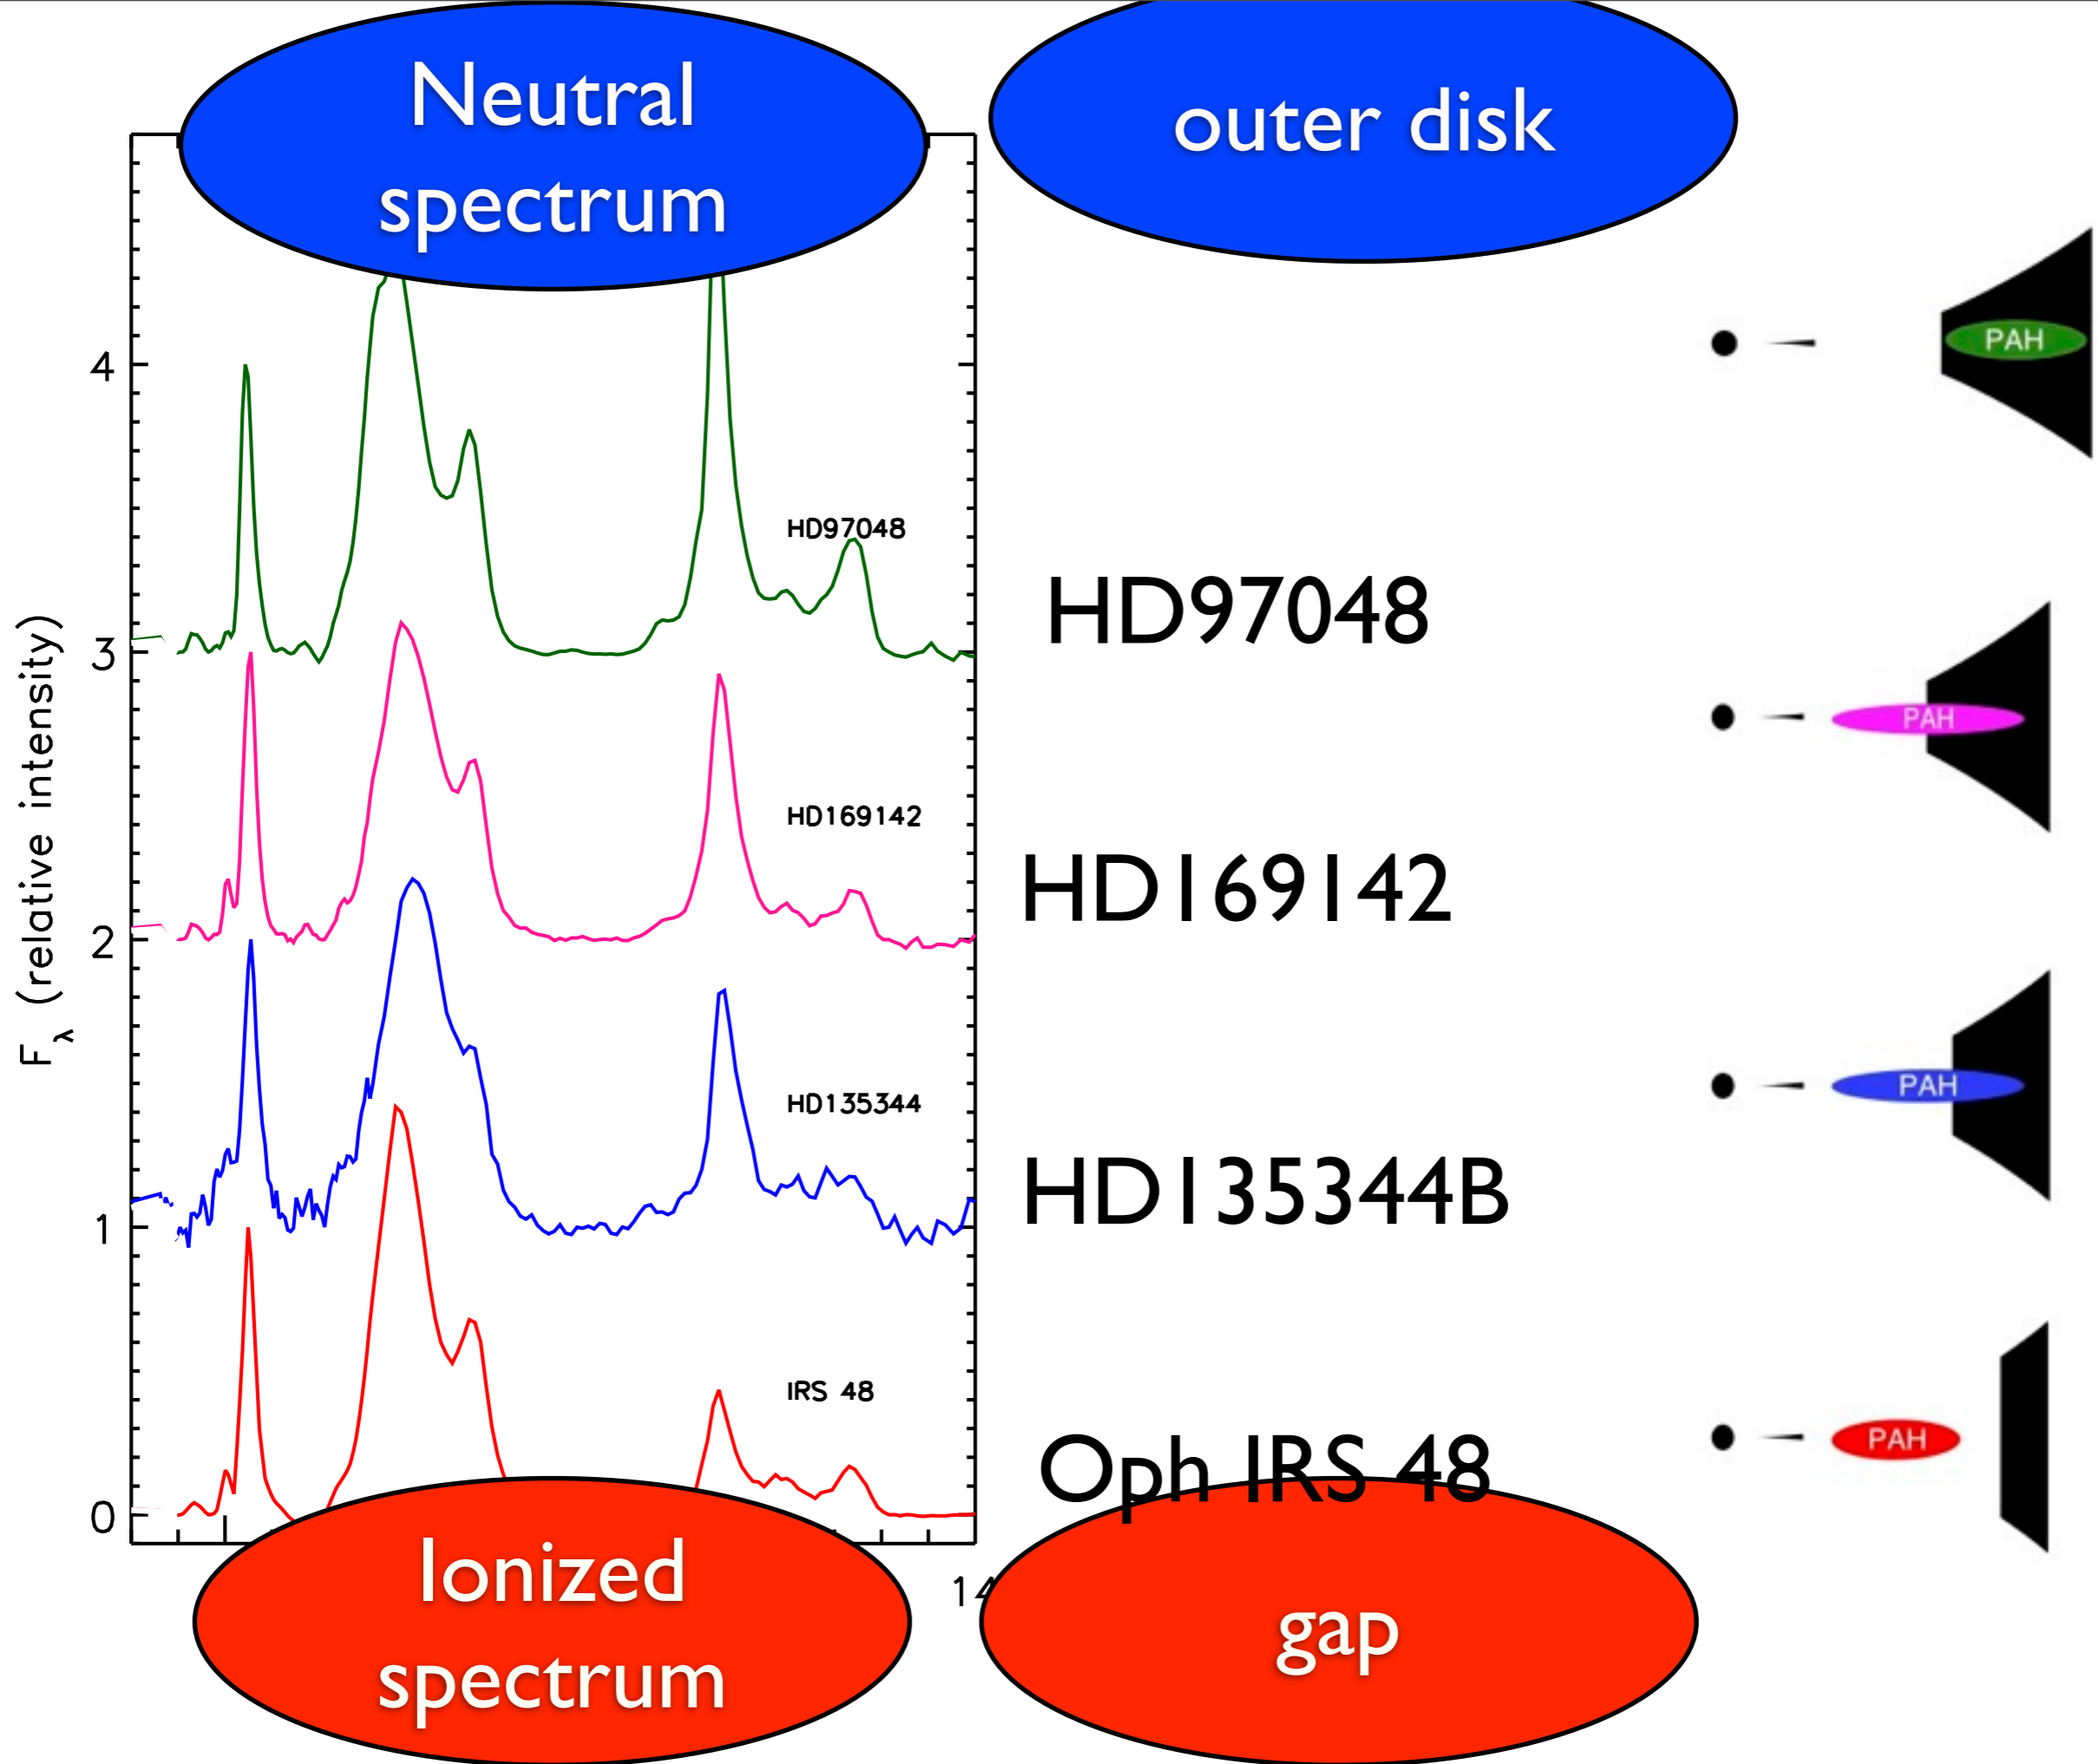 Neutral
spectrum
outer disk
PAH
4
HD97048
HD97048
3
PAH
F λ (relative intensity)
HD169142
HD169142
2
PAH
HD135344
HD135344B
1
IRS 48
Oph IRS 48
PAH
0
Ionized
spectrum
14
gap